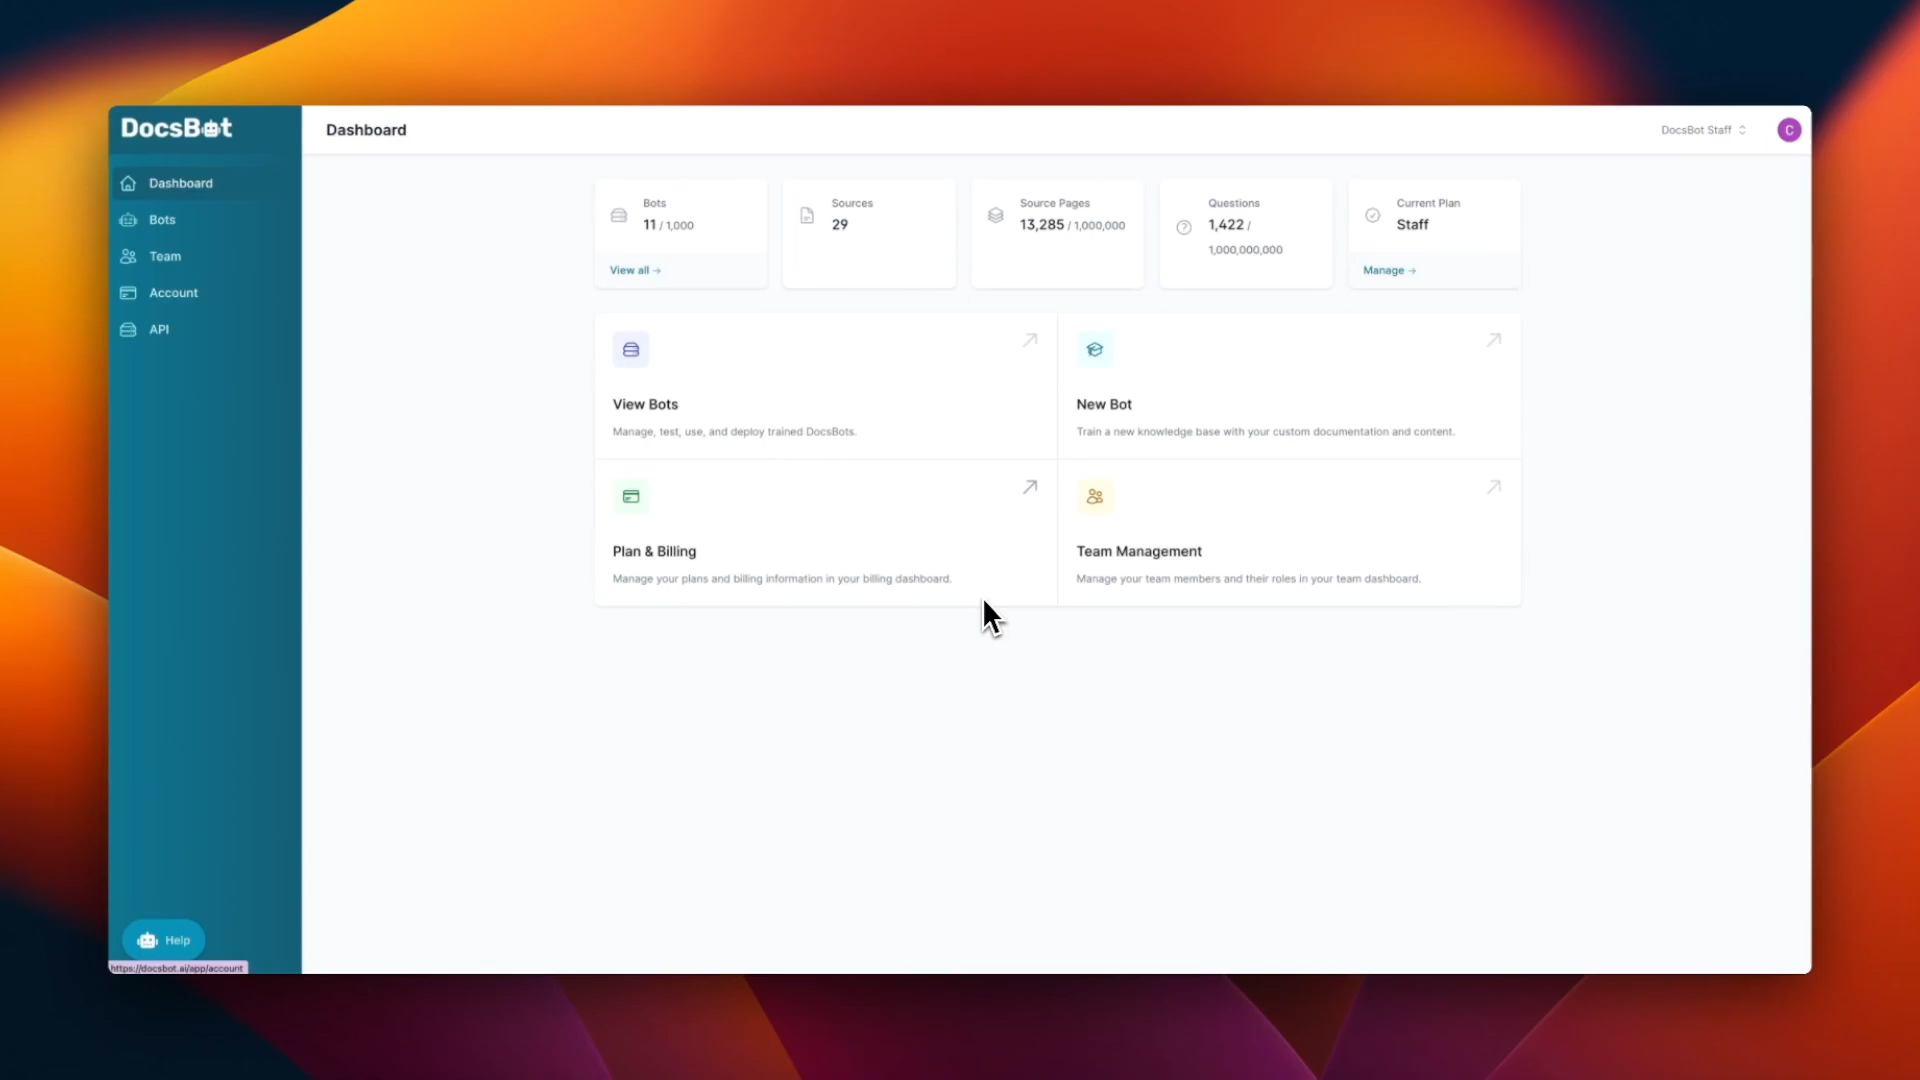 DocsBot
Dashboard
DocsBot Staff
C
Dashboard
Bots
Team
Account
API
Bots
11 / 1,000
View all →
Sources
29
Source Pages
13,285 / 1,000,000
Questions
1,422 /
1,000,000,000
Current Plan
Staff
Manage →
View Bots
Manage, test, use, and deploy trained DocsBots.
New Bot
Train a new knowledge base with your custom documentation and content.
Plan & Billing
Manage your plans and billing information in your billing dashboard.
Team Management
Manage your team members and their roles in your team dashboard.
Help
https://docsbot.ai/app/account